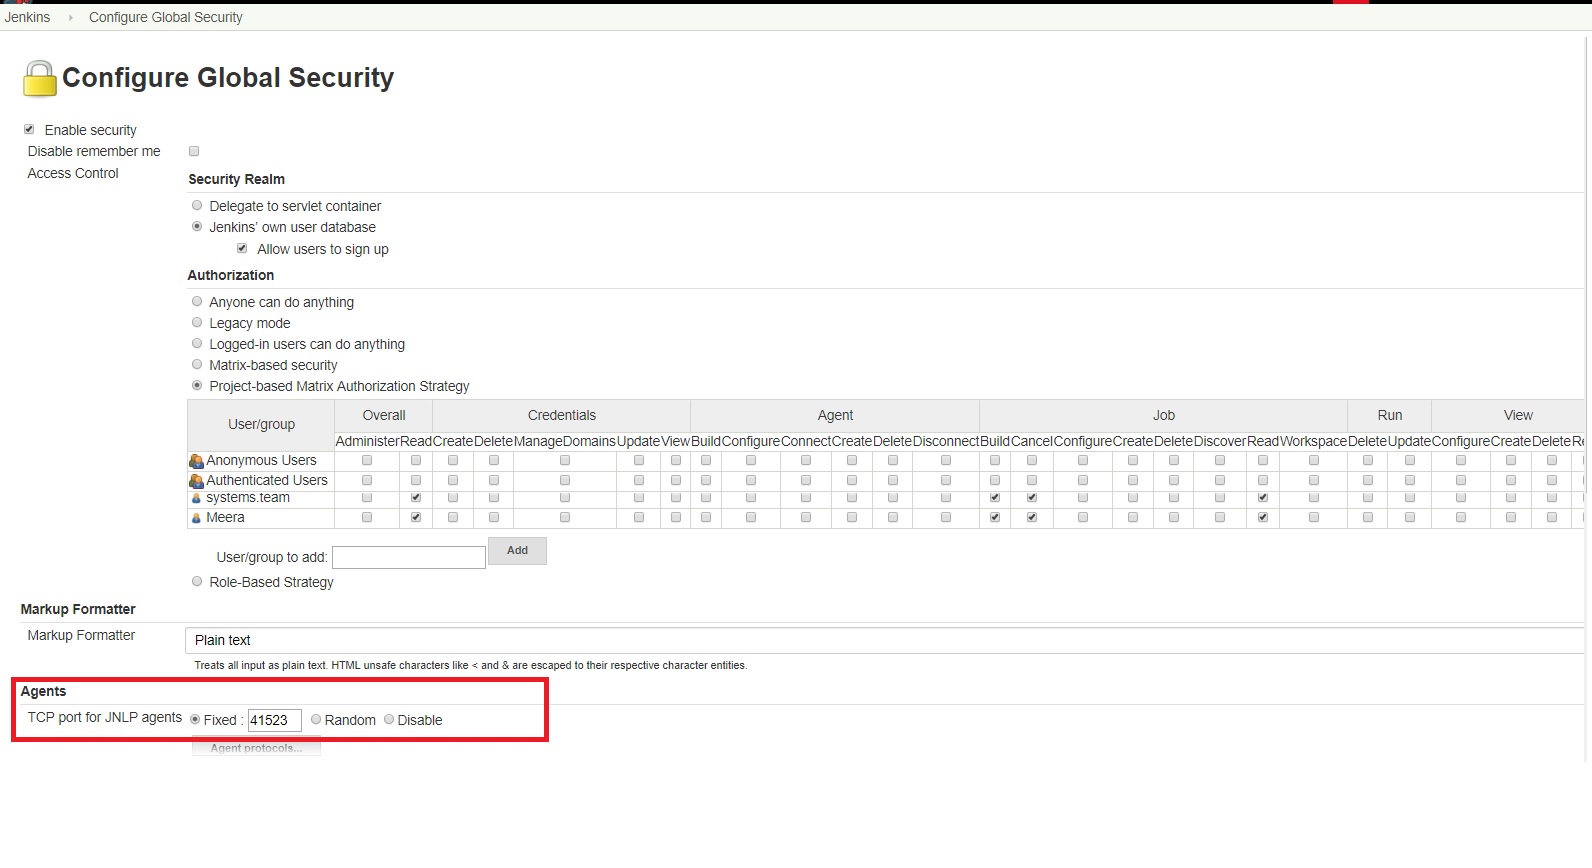 Jenkins Configure Global Security
Configure Global Security
Enable security
Disable remember me
Access Control
Security Realm
Delegate to servlet container
Jenkins' own user database
Allow users to sign up
Authorization
Anyone can do anything
Legacy mode
Logged-in users can do anything
Matrix-based security
Project-based Matrix Authorization Strategy
User/group Overall Credentials Agent Job Run View
Administer Read Create Delete ManageDomains Update View Build Configure Connect Create Delete Disconnect Build Cancel Configure Create Delete Discover Read Workspace Delete Update Configure Create Delete
Anonymous Users
Authenticated Users
systems.team
Meera
User/group to add: Add
Role-Based Strategy
Markup Formatter
Markup Formatter Plain text
Treats all input as plain text. HTML unsafe characters like < and & are escaped to their respective character entities.
Agents
TCP port for JNLP agents Fixed : 41523 Random Disable
Agent protocols...